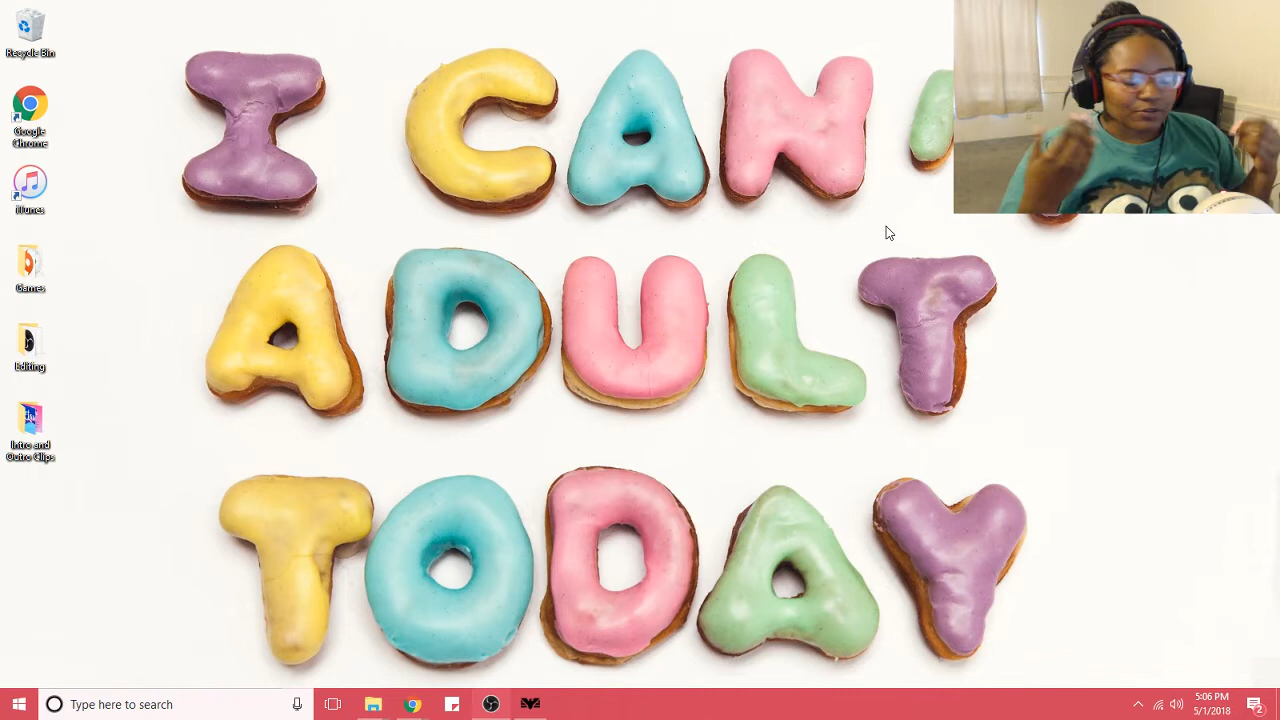 Recycle Bin
Google
Chrome
iTunes
Games
Editing
Intro and
Outro Clips
I CAN
ADULT
TODAY
Type here to search
5:06 PM
5/1/2018
2